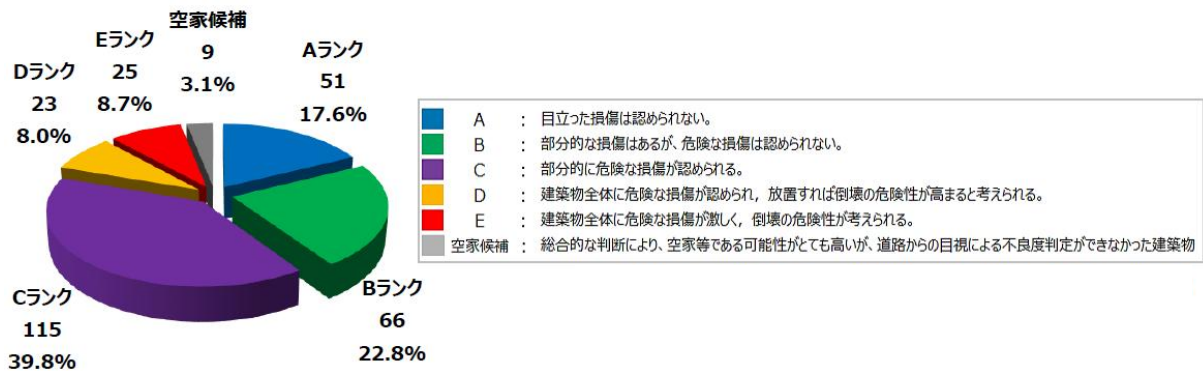 空家候補
9
3.1%
Aランク
51
17.6%
Bランク
66
22.8%
Cランク
115
39.8%
Dランク
23
8.0%
Eランク
25
8.7%
A : 目立った損傷は認められない。
B : 部分的な損傷はあるが、危険な損傷は認められない。
C : 部分的に危険な損傷が認められる。
D : 建築物全体に危険な損傷が認められ，放置すれば倒壊の危険性が高まると考えられる。
E : 建築物全体に危険な損傷が激しく，倒壊の危険性が考えられる。
空家候補 : 総合的な判断により、空家等である可能性がとても高いが、道路からの目視による不良度判定ができなかった建築物